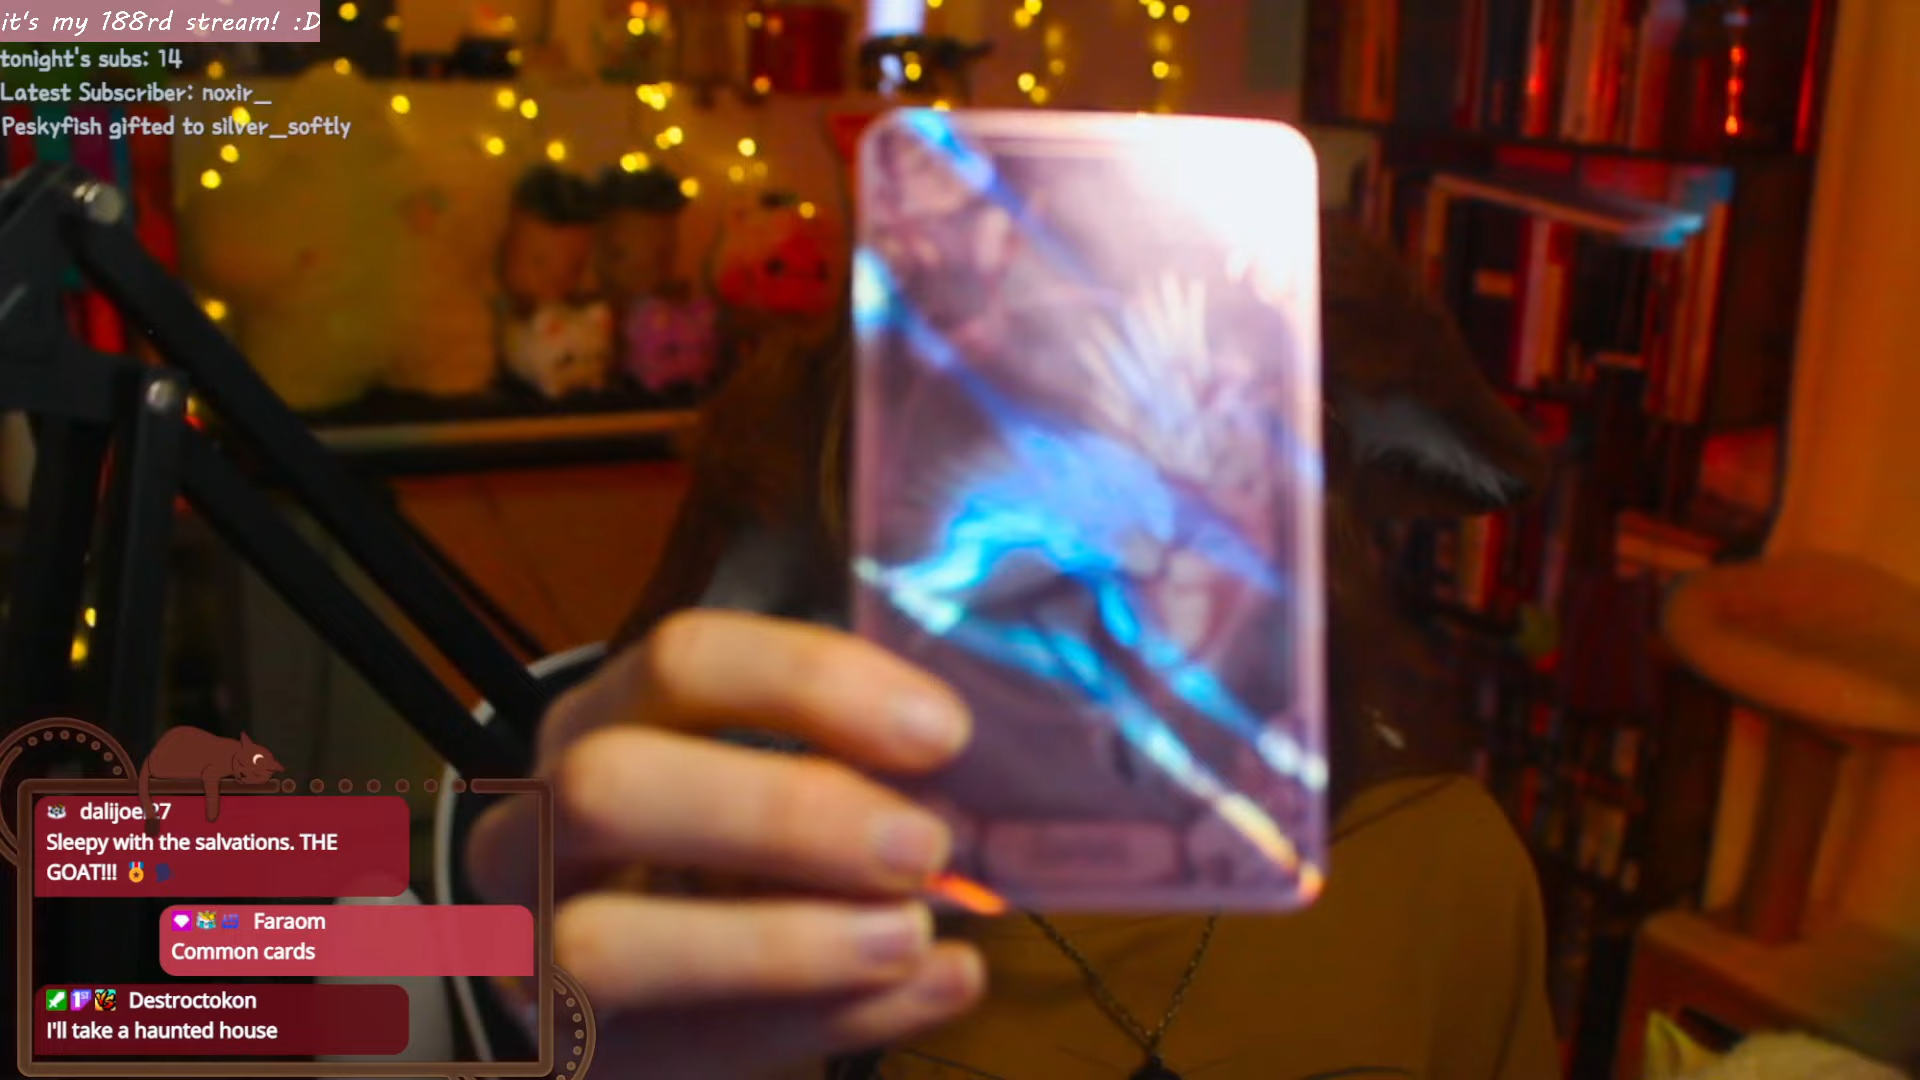 it's my 188rd stream! :D
tonight's subs: 14
Latest Subscriber: noxir_
Peskyfish gifted to silver_softly
Sleepy with the salvations. THE
GOAT!!!
Faraom
Common cards
Destroctokon
I'll take a haunted house